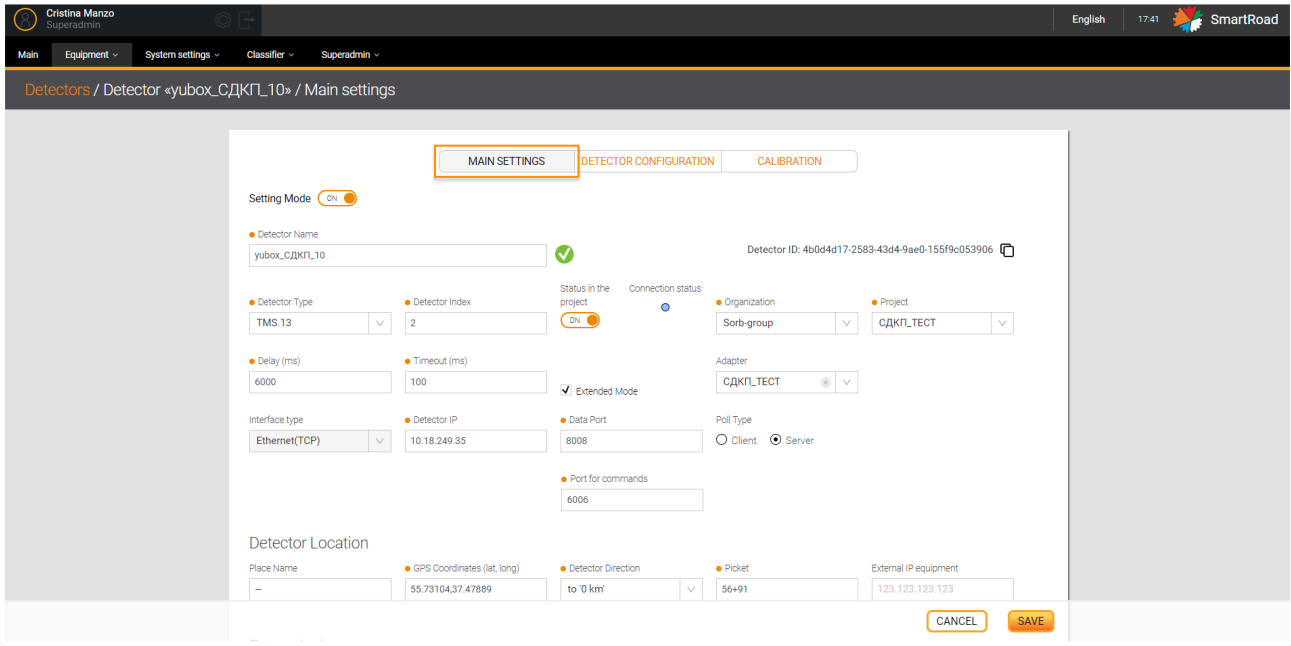 Cristina Manzo
Superadmin
English
17:41
SmartRoad
Main
Equipment
System settings
Classifier
Superadmin
Detectors / Detector «yubox_СДКП_10» / Main settings
MAIN SETTINGS
DETECTOR CONFIGURATION
CALIBRATION
Setting Mode
ON
Detector Name
yubox_СДКП_10
Detector ID: 4b0d4d17-2583-43d4-9ae0-155f9c053906
Detector Type
TMS.13
Detector Index
2
Status in the
project
ON
Connection status
Organization
Sorb-group
Project
СДКП_ТЕСТ
Delay (ms)
6000
Timeout (ms)
100
Extended Mode
Adapter
СДКП_ТЕСТ
Interface type
Ethernet(TCP)
Detector IP
10.18.249.35
Data Port
8008
Poll Type
Client
Server
Port for commands
6006
Detector Location
Place Name
–
GPS Coordinates (lat, long)
55.73104,37.47889
Detector Direction
to '0 km'
Picket
56+91
External IP equipment
123.123.123.123
CANCEL
SAVE